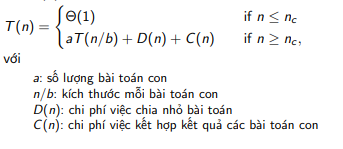 T(n) = { Θ(1) if n ≤ n_c
aT(n/b) + D(n) + C(n) if n ≥ n_c,
với
a: số lượng bài toán con
n/b: kích thước mỗi bài toán con
D(n): chi phí việc chia nhỏ bài toán
C(n): chi phí việc kết hợp kết quả các bài toán con